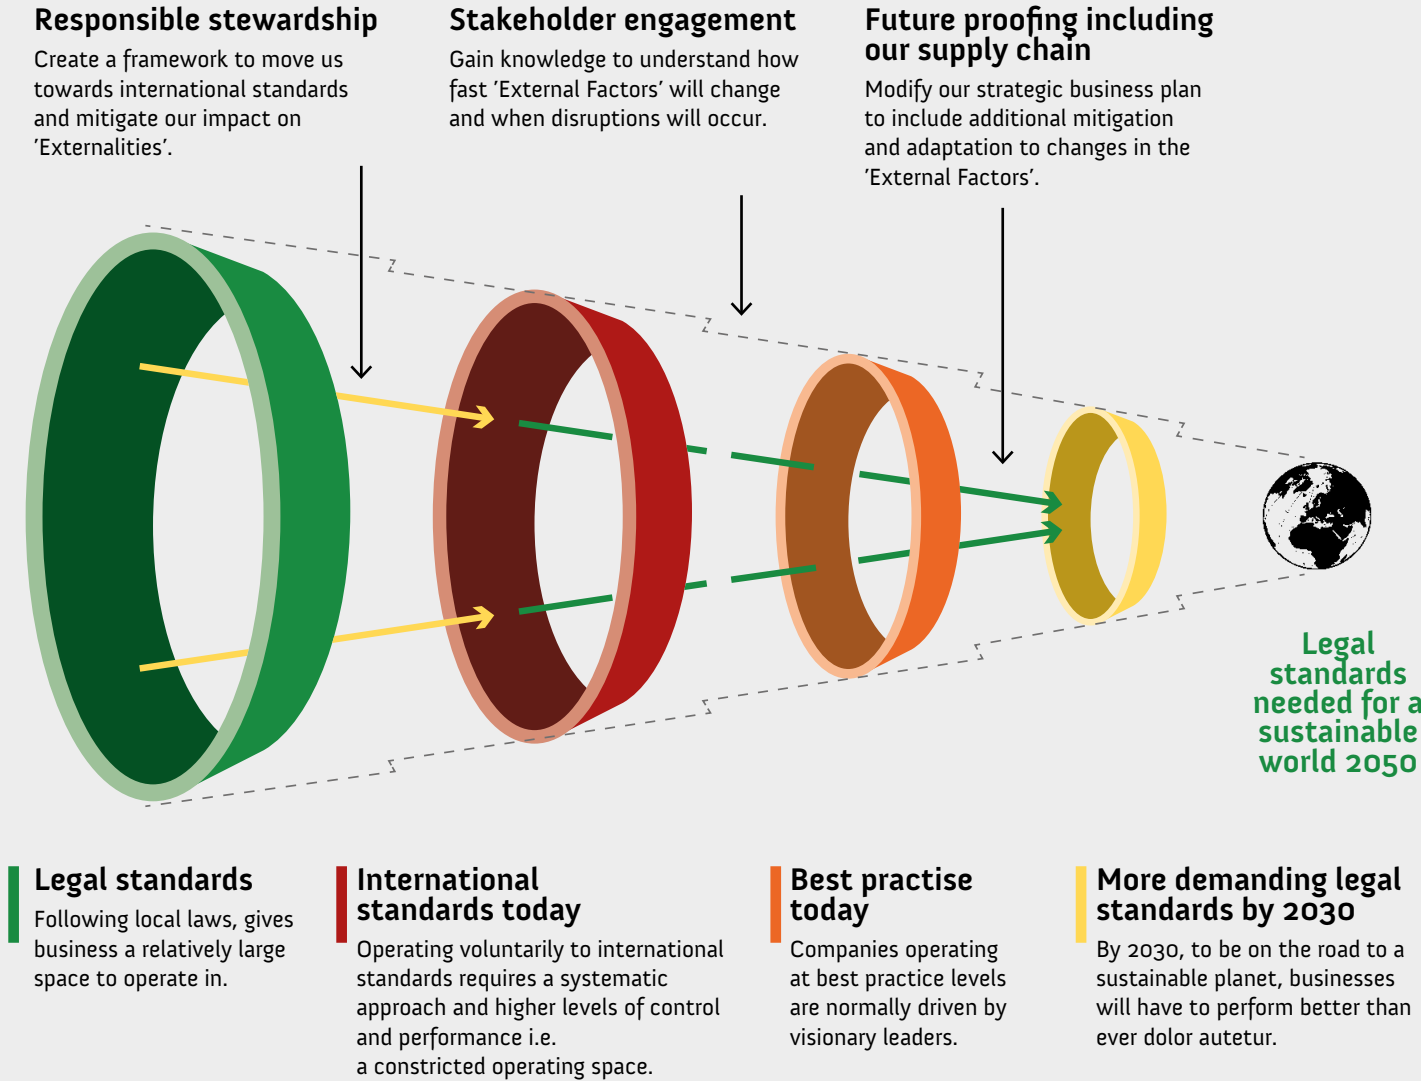 Responsible stewardship
Create a framework to move us
towards international standards
and mitigate our impact on
'Externalities'.
Stakeholder engagement
Gain knowledge to understand how
fast 'External Factors' will change
and when disruptions will occur.
Future proofing including
our supply chain
Modify our strategic business plan
to include additional mitigation
and adaptation to changes in the
'External Factors'.
Legal
standards
needed for a
sustainable
world 2050
Legal standards
Following local laws, gives
business a relatively large
space to operate in.
International
standards today
Operating voluntarily to international
standards requires a systematic
approach and higher levels of control
and performance i.e.
a constricted operating space.
Best practise
today
Companies operating
at best practice levels
are normally driven by
visionary leaders.
More demanding legal
standards by 2030
By 2030, to be on the road to a
sustainable planet, businesses
will have to perform better than
ever dolor autetur.